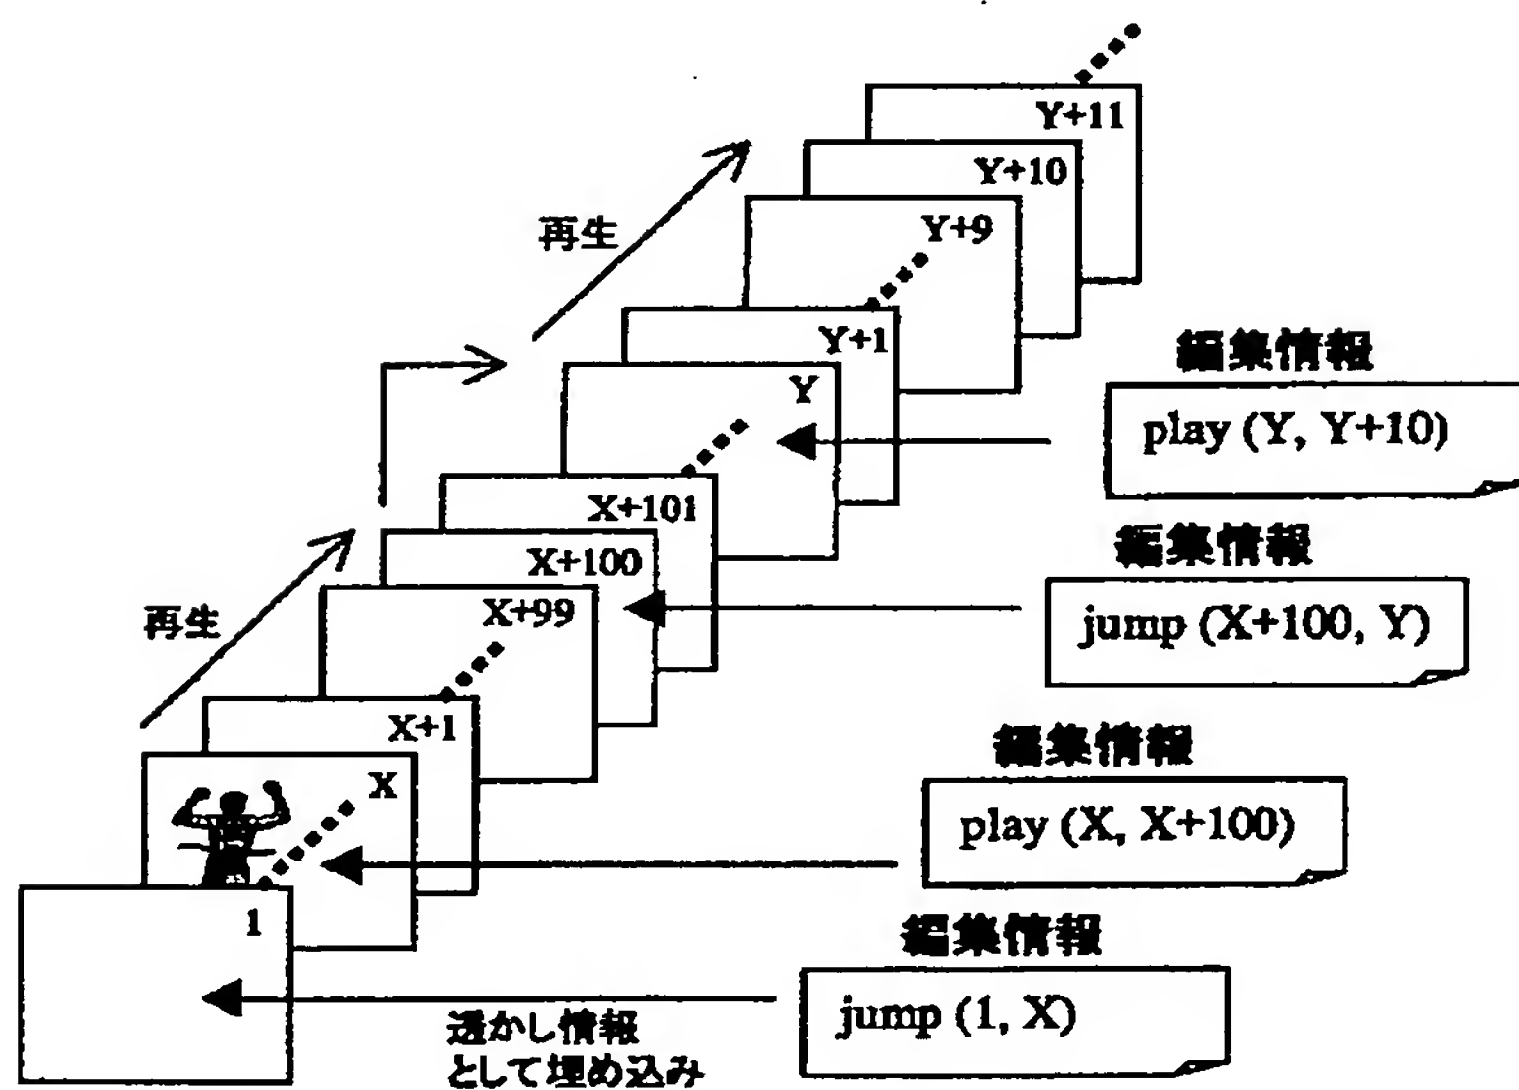 Y+11
Y+10
再生
Y+9
Y+1
編集情報
Y
play (Y, Y+10)
X+101
編集情報
X+100
jump (X+100, Y)
再生
X+99
X+1
編集情報
X
play (X, X+100)
1
編集情報
jump (1, X)
透かし情報
として埋め込み